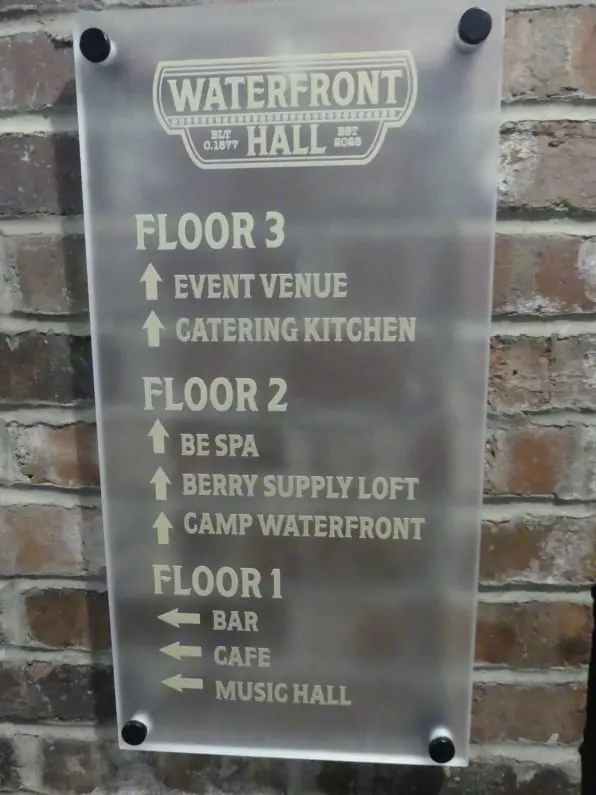 WATERFRONT
HALL
BLT
C.1877
EST
2023
FLOOR 3
EVENT VENUE
CATERING KITCHEN
FLOOR 2
BE SPA
BERRY SUPPLY LOFT
CAMP WATERFRONT
FLOOR 1
BAR
CAFE
MUSIC HALL